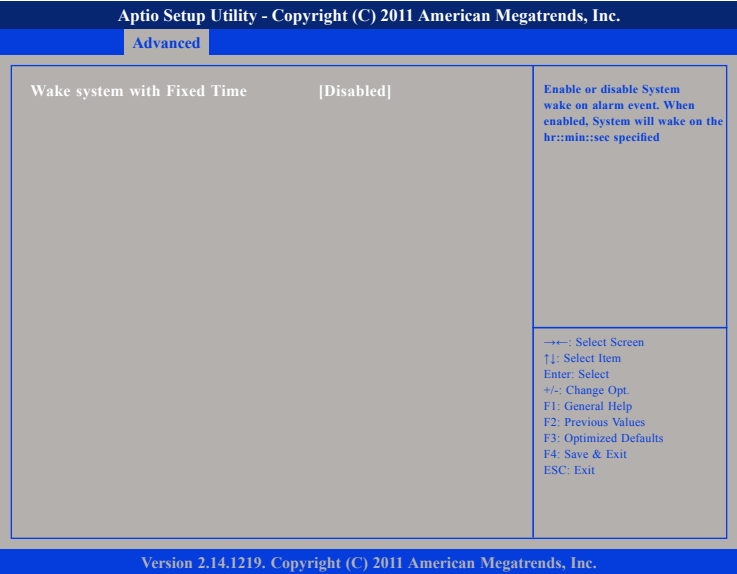 Aptio Setup Utility - Copyright (C) 2011 American Megatrends, Inc.
Advanced
Wake system with Fixed Time [Disabled]
Enable or disable System
wake on alarm event. When
enabled, System will wake on the
hr::min::sec specified
→←: Select Screen
↑↓: Select Item
Enter: Select
+/-: Change Opt.
F1: General Help
F2: Previous Values
F3: Optimized Defaults
F4: Save & Exit
ESC: Exit
Version 2.14.1219. Copyright (C) 2011 American Megatrends, Inc.